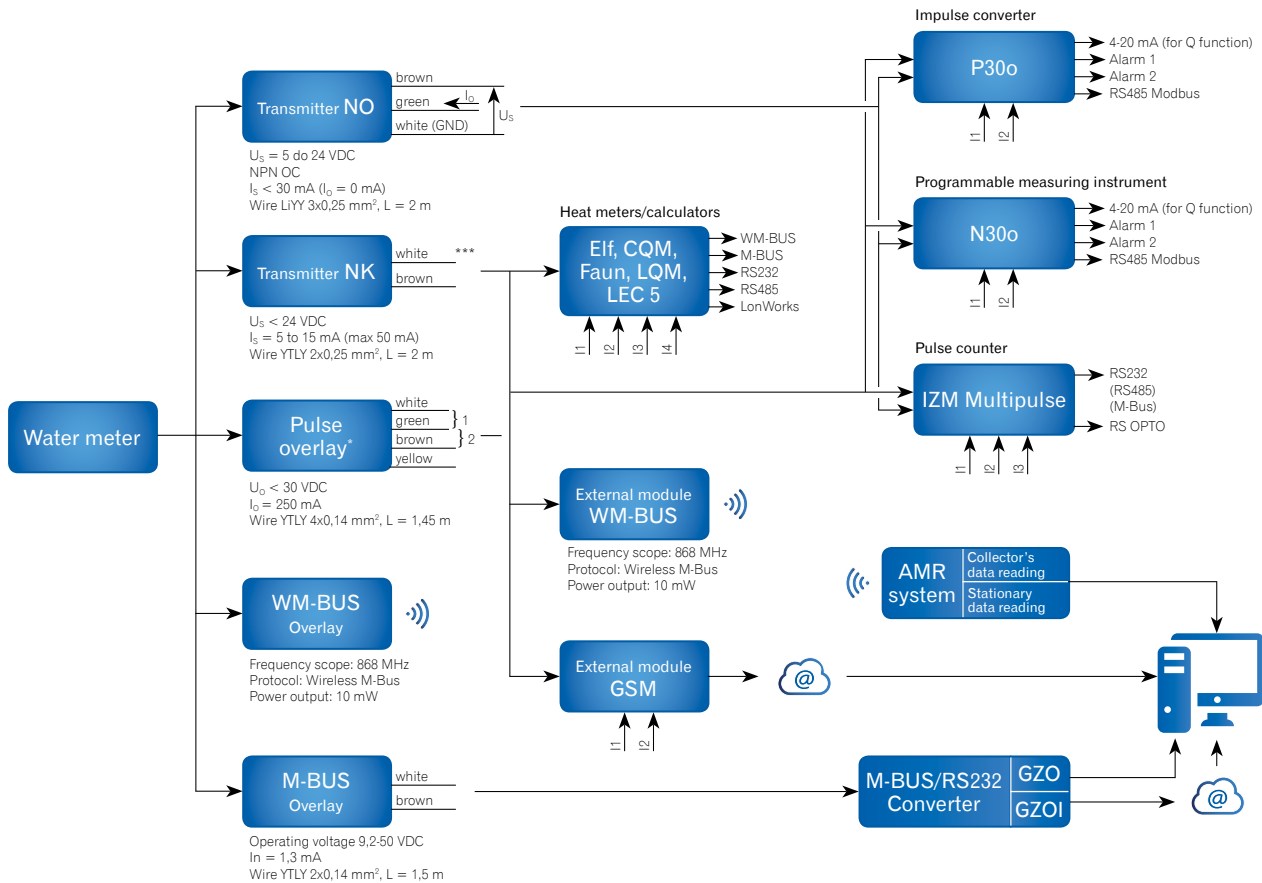 Impulse converter
P30o
4-20 mA (for Q function)
Alarm 1
Alarm 2
RS485 Modbus
I1
I2
Transmitter NO
brown
green
white (GND)
I₀
Uₛ
Uₛ = 5 do 24 VDC
NPN OC
Iₛ < 30 mA (I₀ = 0 mA)
Wire LiYY 3x0,25 mm², L = 2 m
Programmable measuring instrument
N30o
4-20 mA (for Q function)
Alarm 1
Alarm 2
RS485 Modbus
I1
I2
Transmitter NK
white
***
brown
Uₛ < 24 VDC
Iₛ = 5 to 15 mA (max 50 mA)
Wire YTLY 2x0,25 mm², L = 2 m
Heat meters/calculators
Elf, CQM,
Faun, LQM,
LEC 5
WM-BUS
M-BUS
RS232
RS485
LonWorks
I1
I2
I3
I4
Pulse counter
IZM Multipulse
RS232
(RS485)
(M-Bus)
RS OPTO
I1
I2
I3
Water meter
Pulse
overlay*
white
green
brown
yellow
} 1
} 2
U₀ < 30 VDC
I₀ = 250 mA
Wire YTLY 4x0,14 mm², L = 1,45 m
External module
WM-BUS
Frequency scope: 868 MHz
Protocol: Wireless M-Bus
Power output: 10 mW
AMR
system
Collector's
data reading
Stationary
data reading
WM-BUS
Overlay
Frequency scope: 868 MHz
Protocol: Wireless M-Bus
Power output: 10 mW
External module
GSM
I1
I2
@
M-BUS
Overlay
white
brown
Operating voltage 9,2-50 VDC
In = 1,3 mA
Wire YTLY 2x0,14 mm², L = 1,5 m
M-BUS/RS232
Converter
GZO
GZOI
@